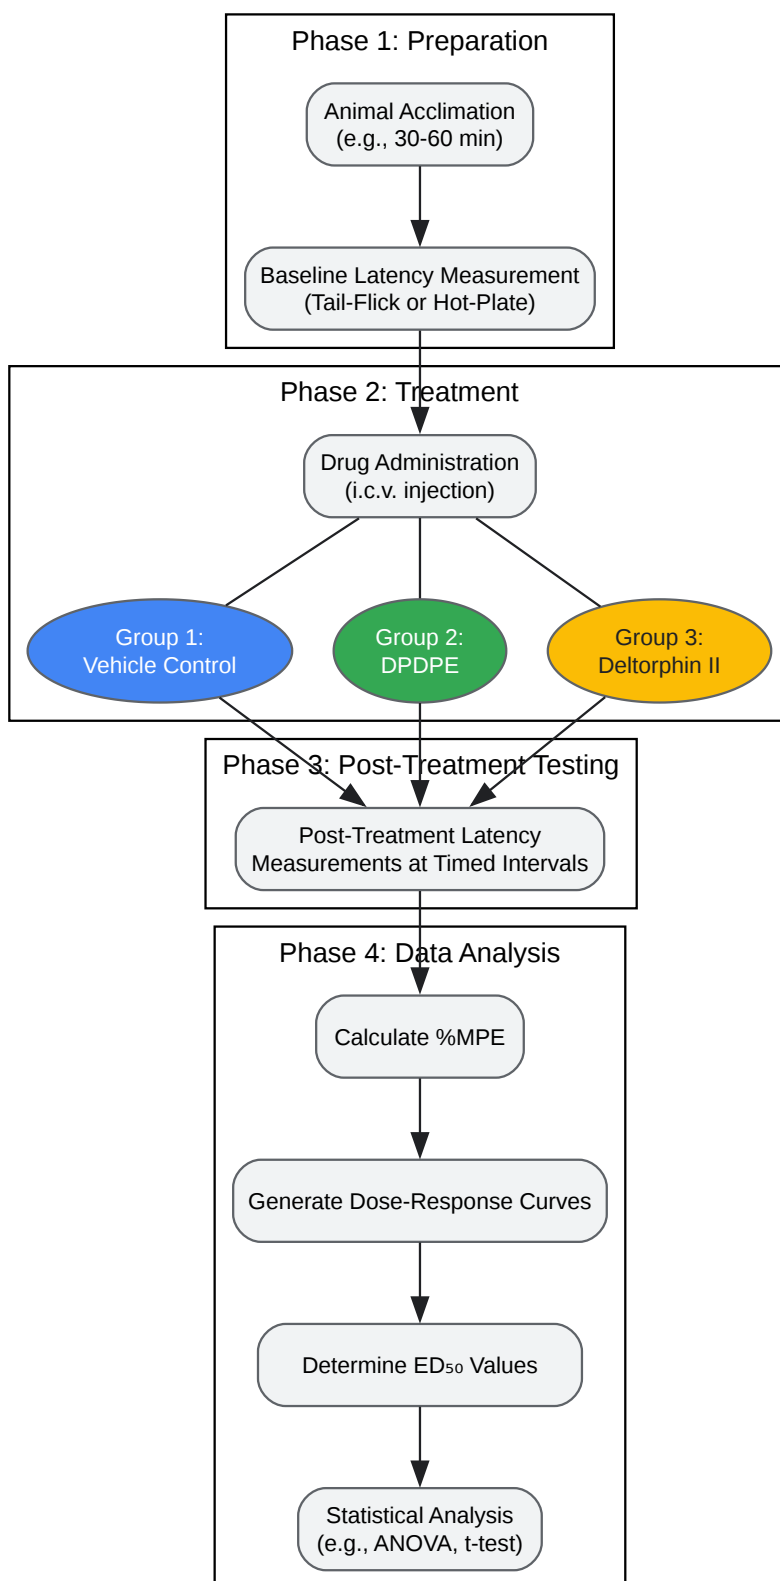 Phase 1: Preparation
Animal Acclimation
(e.g., 30-60 min)
Baseline Latency Measurement
(Tail-Flick or Hot-Plate)
Phase 2: Treatment
Drug Administration
(i.c.v. injection)
Group 1:
Vehicle Control
Group 2:
DPDPE
Group 3:
Deltorphin II
Phase 3: Post-Treatment Testing
Post-Treatment Latency
Measurements at Timed Intervals
Phase 4: Data Analysis
Calculate %MPE
Generate Dose-Response Curves
Determine ED₅₀ Values
Statistical Analysis
(e.g., ANOVA, t-test)